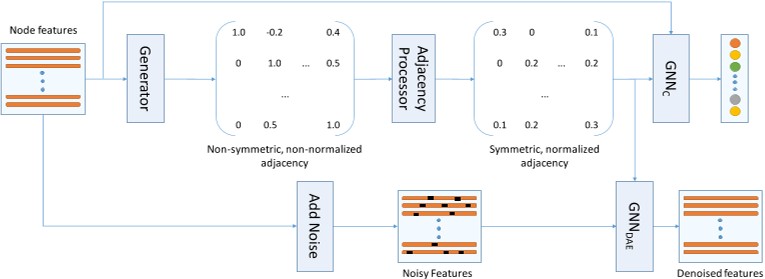 Node features
Generator
1.0 -0.2 0.4
0 1.0 ... 0.5
...
0 0.5 1.0
Non-symmetric, non-normalized
adjacency
Adjacency
Processor
0.3 0 0.1
0 0.2 ... 0.2
...
0.1 0.2 0.3
Symmetric, normalized
adjacency
GNN_C
Add Noise
Noisy Features
GNN_DAE
Denoised features